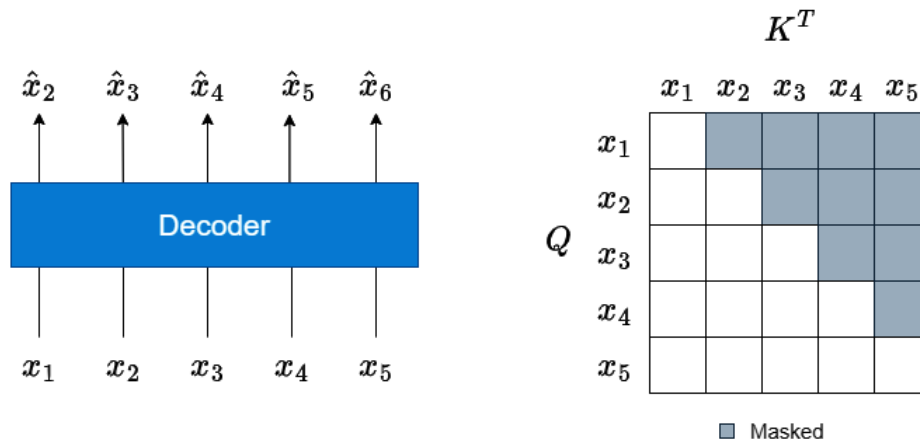 x̂₂ x̂₃ x̂₄ x̂₅ x̂₆
Decoder
x₁ x₂ x₃ x₄ x₅
Kᵀ
x₁ x₂ x₃ x₄ x₅
Q
x₁
x₂
x₃
x₄
x₅
Masked